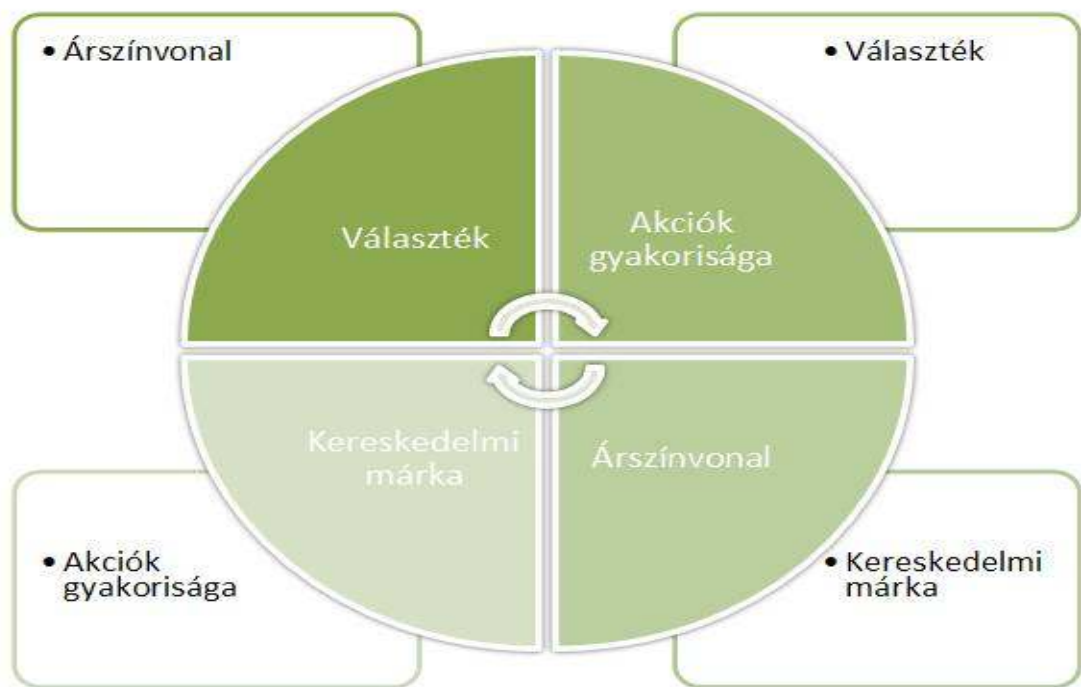 • Árszínvonal
• Választék
Választék
Akciók
gyakorisága
Kereskedelmi
márka
Árszínvonal
• Akciók
gyakorisága
• Kereskedelmi
márka